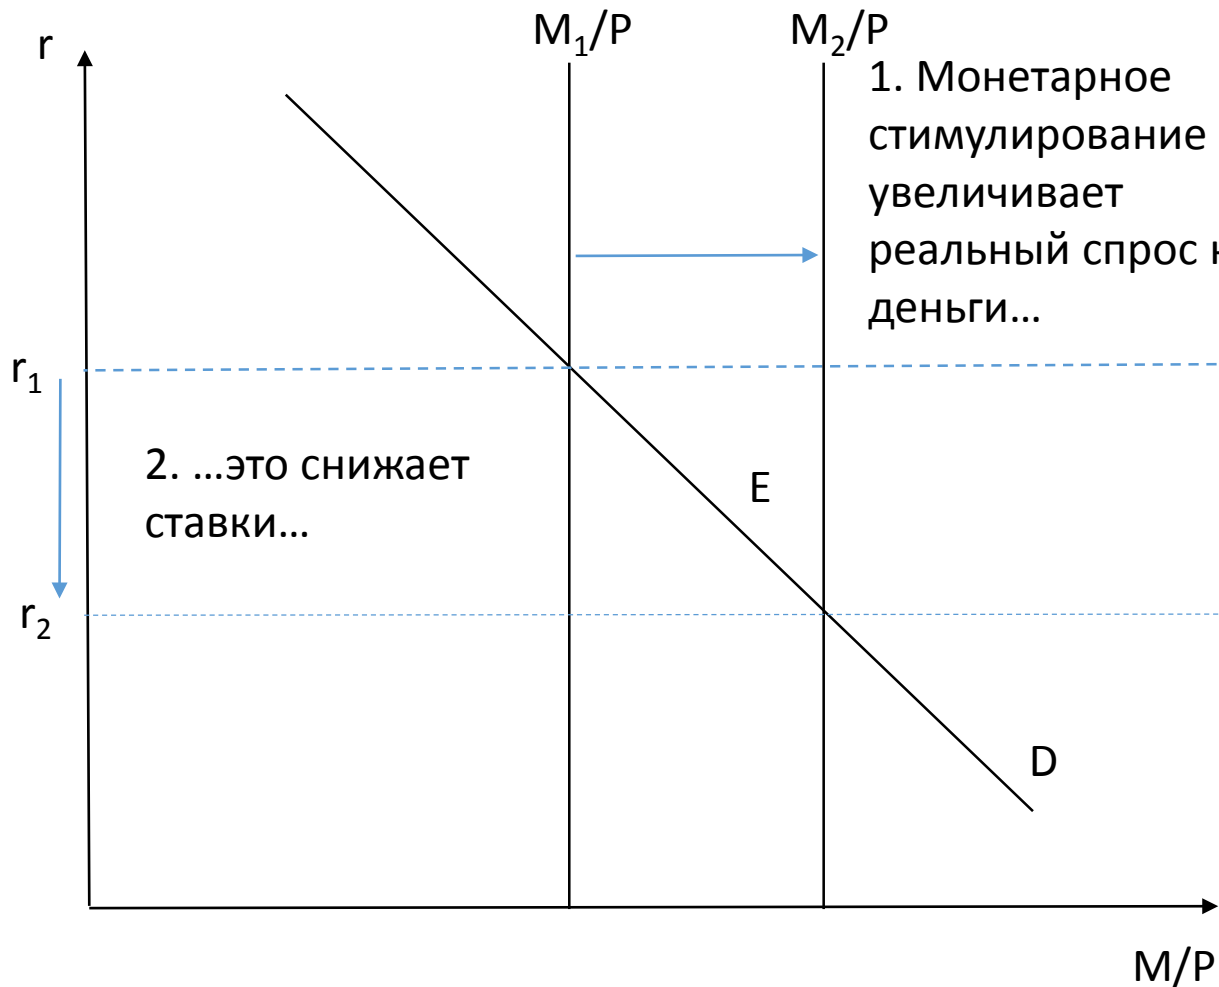 r
M₁/P
M₂/P
1. Монетарное
стимулирование
увеличивает
реальный спрос
деньги…
r₁
2. …это снижает
ставки…
E
r₂
D
M/P